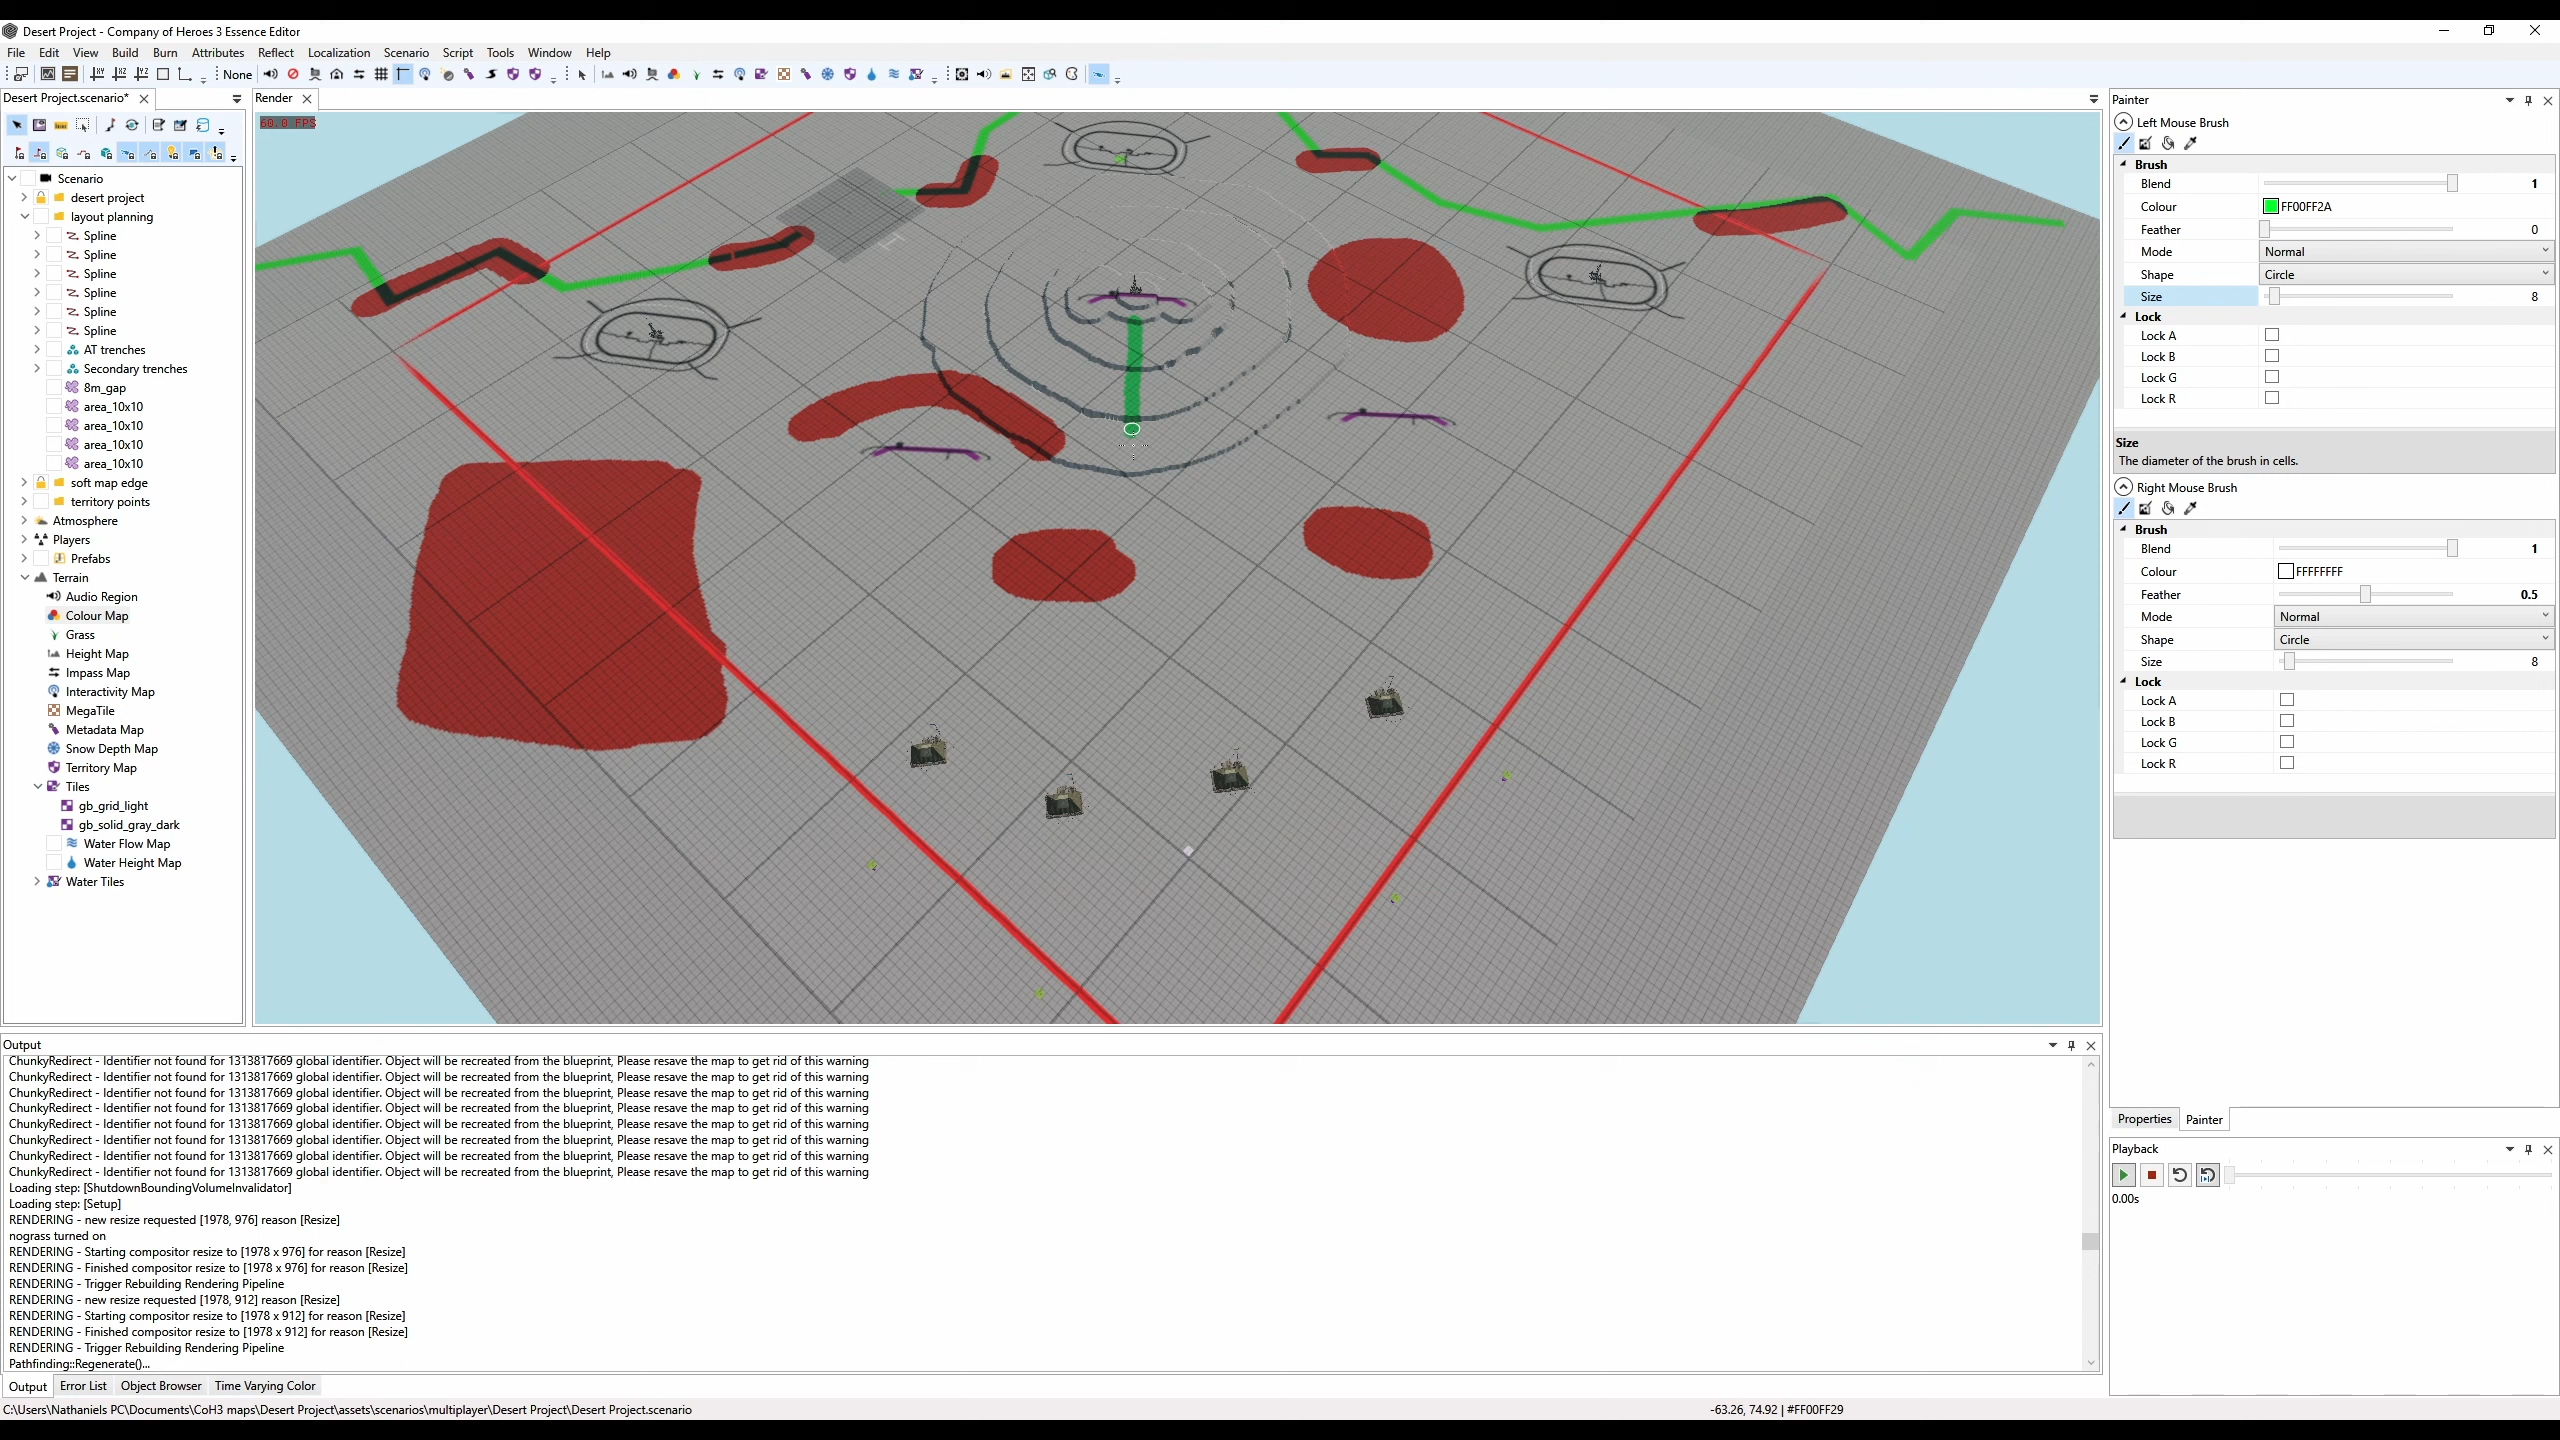 Desert Project - Company of Heroes 3 Essence Editor
File Edit View Build Burn Attributes Reflect Localization Scenario Script Tools Window Help
None
Desert Project.scenario*
Render
60.0 FPS
Scenario
desert project
layout planning
Spline
Spline
Spline
Spline
Spline
Spline
AT trenches
Secondary trenches
8m_gap
area_10x10
area_10x10
area_10x10
area_10x10
soft map edge
territory points
Atmosphere
Players
Prefabs
Terrain
Audio Region
Colour Map
Grass
Height Map
Impass Map
Interactivity Map
MegaTile
Metadata Map
Snow Depth Map
Territory Map
Tiles
gb_grid_light
gb_solid_gray_dark
Water Flow Map
Water Height Map
Water Tiles
Painter
Left Mouse Brush
Brush
Blend 1
Colour FF00FF2A
Feather 0
Mode Normal
Shape Circle
Size 8
Lock
Lock A
Lock B
Lock G
Lock R
Size
The diameter of the brush in cells.
Right Mouse Brush
Brush
Blend 1
Colour FFFFFFFF
Feather 0.5
Mode Normal
Shape Circle
Size 8
Lock
Lock A
Lock B
Lock G
Lock R
Properties Painter
Playback
0.00s
Output
ChunkyRedirect - Identifier not found for 1313817669 global identifier. Object will be recreated from the blueprint, Please resave the map to get rid of this warning
ChunkyRedirect - Identifier not found for 1313817669 global identifier. Object will be recreated from the blueprint, Please resave the map to get rid of this warning
ChunkyRedirect - Identifier not found for 1313817669 global identifier. Object will be recreated from the blueprint, Please resave the map to get rid of this warning
ChunkyRedirect - Identifier not found for 1313817669 global identifier. Object will be recreated from the blueprint, Please resave the map to get rid of this warning
ChunkyRedirect - Identifier not found for 1313817669 global identifier. Object will be recreated from the blueprint, Please resave the map to get rid of this warning
ChunkyRedirect - Identifier not found for 1313817669 global identifier. Object will be recreated from the blueprint, Please resave the map to get rid of this warning
ChunkyRedirect - Identifier not found for 1313817669 global identifier. Object will be recreated from the blueprint, Please resave the map to get rid of this warning
ChunkyRedirect - Identifier not found for 1313817669 global identifier. Object will be recreated from the blueprint, Please resave the map to get rid of this warning
Loading step: [ShutdownBoundingVolumeInvalidator]
Loading step: [Setup]
RENDERING - new resize requested [1978, 976] reason [Resize]
nograss turned on
RENDERING - Starting compositor resize to [1978 x 976] for reason [Resize]
RENDERING - Finished compositor resize to [1978 x 976] for reason [Resize]
RENDERING - Trigger Rebuilding Rendering Pipeline
RENDERING - new resize requested [1978, 912] reason [Resize]
RENDERING - Starting compositor resize to [1978 x 912] for reason [Resize]
RENDERING - Finished compositor resize to [1978 x 912] for reason [Resize]
RENDERING - Trigger Rebuilding Rendering Pipeline
Pathfinding::Regenerate()...
Output Error List Object Browser Time Varying Color
C:\Users\Nathaniels PC\Documents\CoH3 maps\Desert Project\assets\scenarios\multiplayer\Desert Project\Desert Project.scenario
-63.26, 74.92 | #FF00FF29